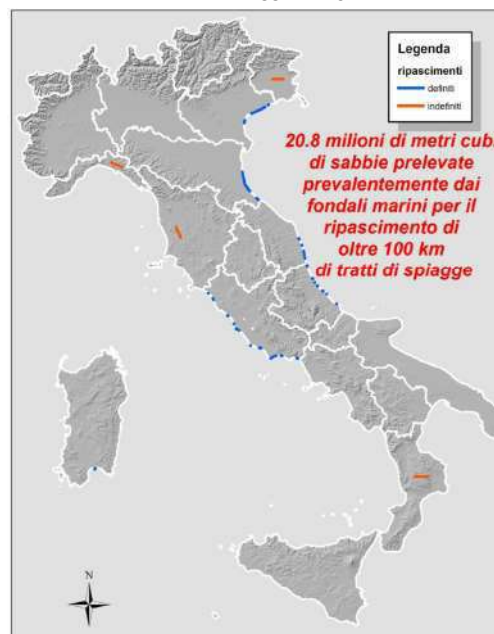 Legenda
ripascimenti
definiti
indefiniti
20.8 milioni di metri cub.
di sabbie prelevate
prevalentemente dai
fondali marini per il
ripascimento di
oltre 100 km
di tratti di spiagge
N